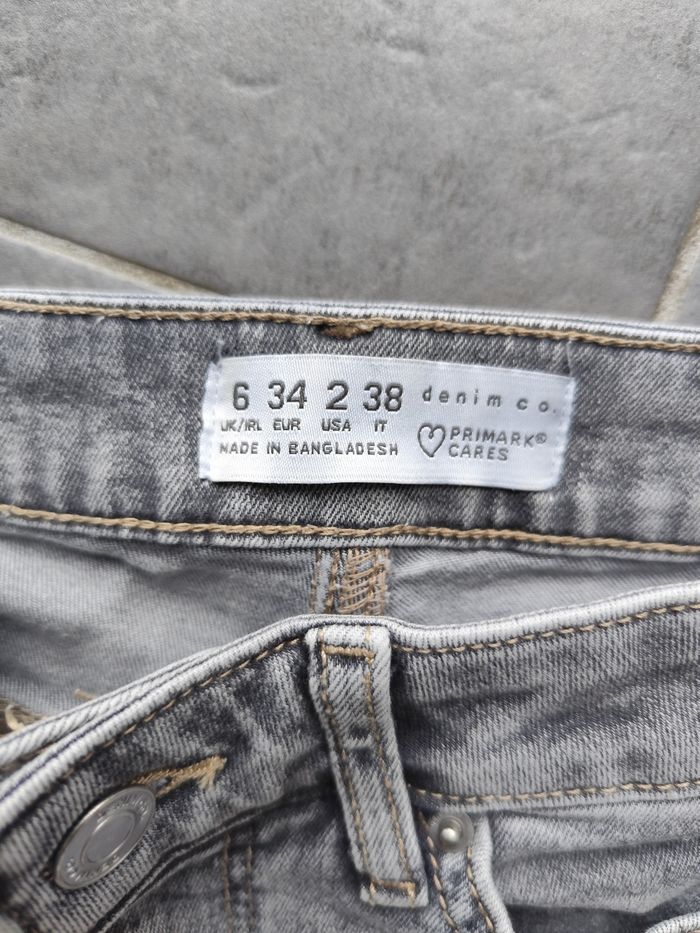 6 34 2 38 denim co.
UK/IRL EUR USA IT
MADE IN BANGLADESH
PRIMARK®
CARES